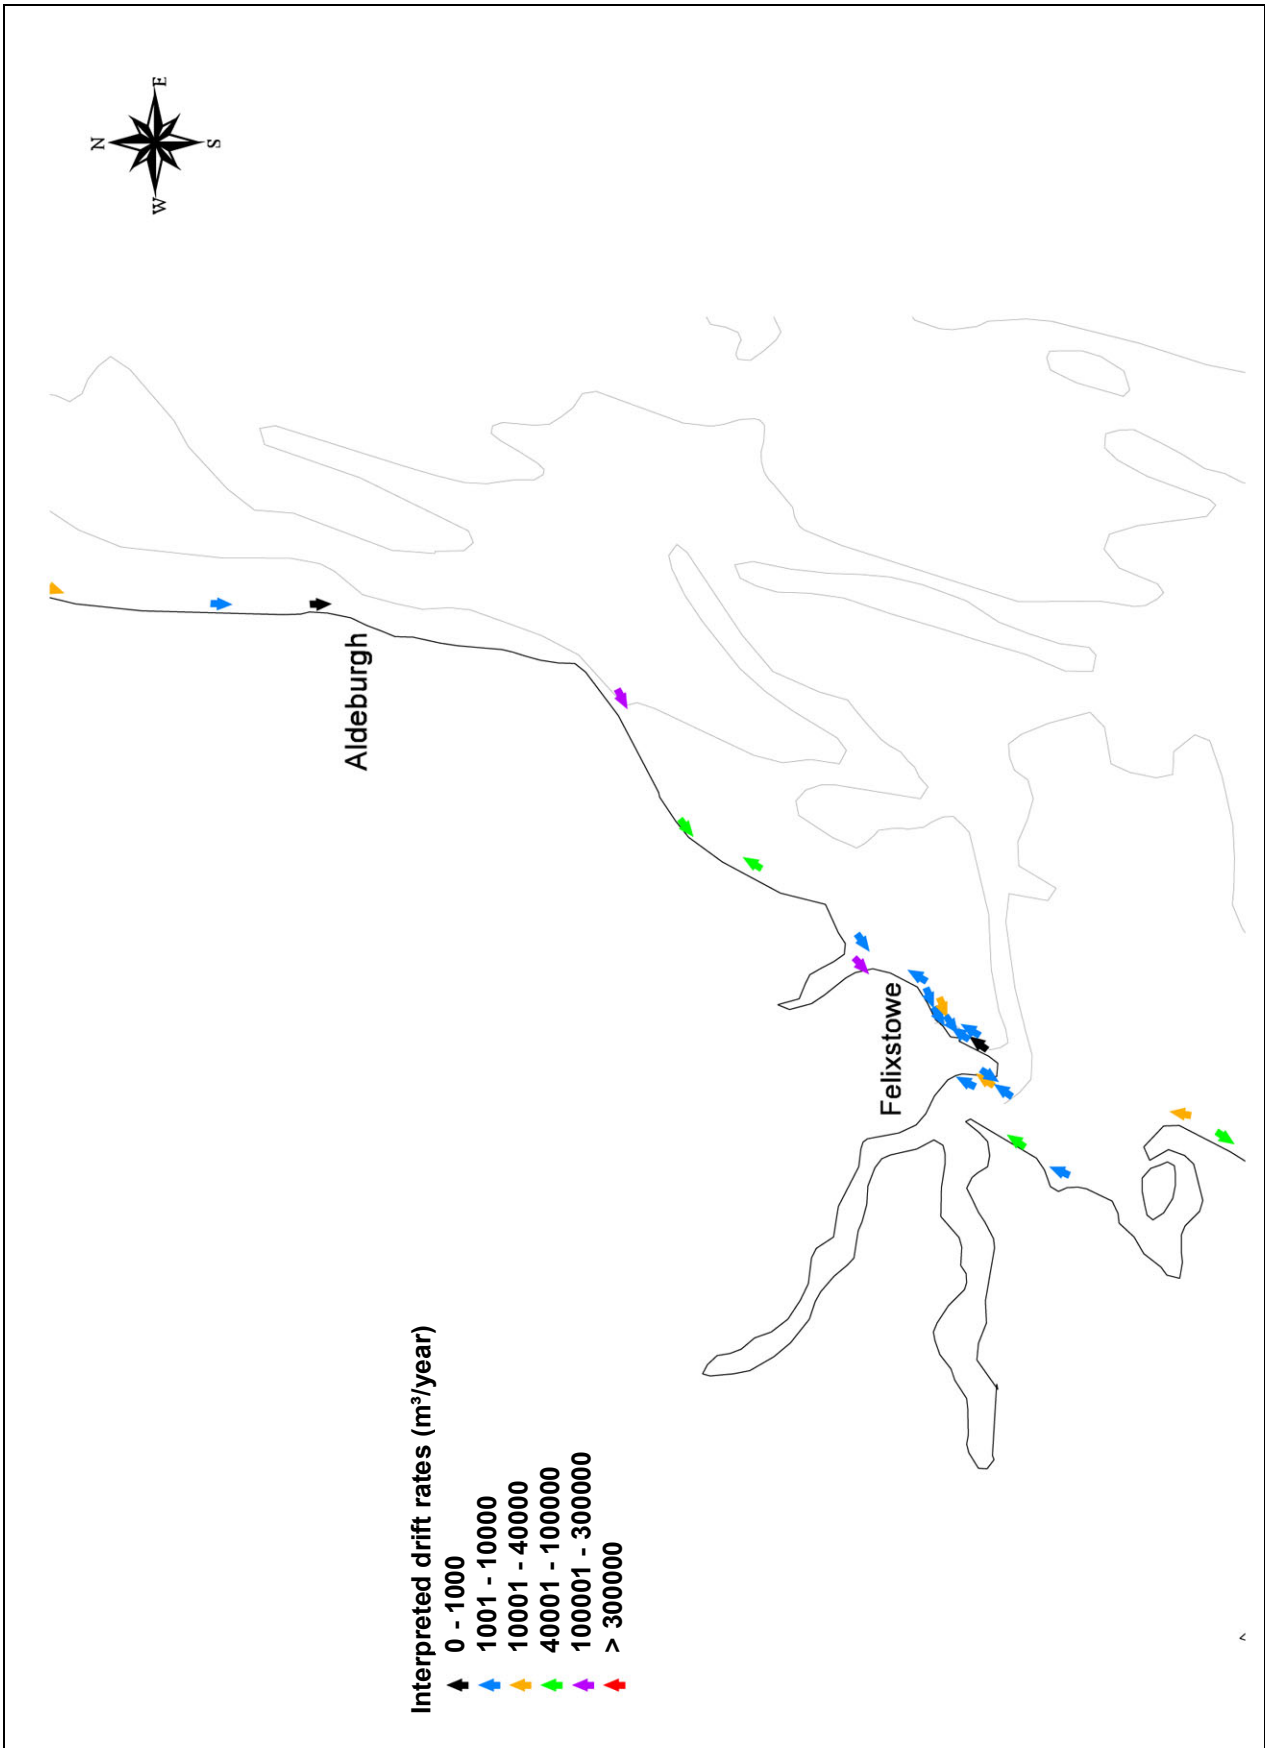 N
E
S
W
Aldeburgh
Felixstowe
Interpreted drift rates (m³/year)
0 - 1000
1001 - 10000
10001 - 40000
40001 - 100000
100001 - 300000
> 300000